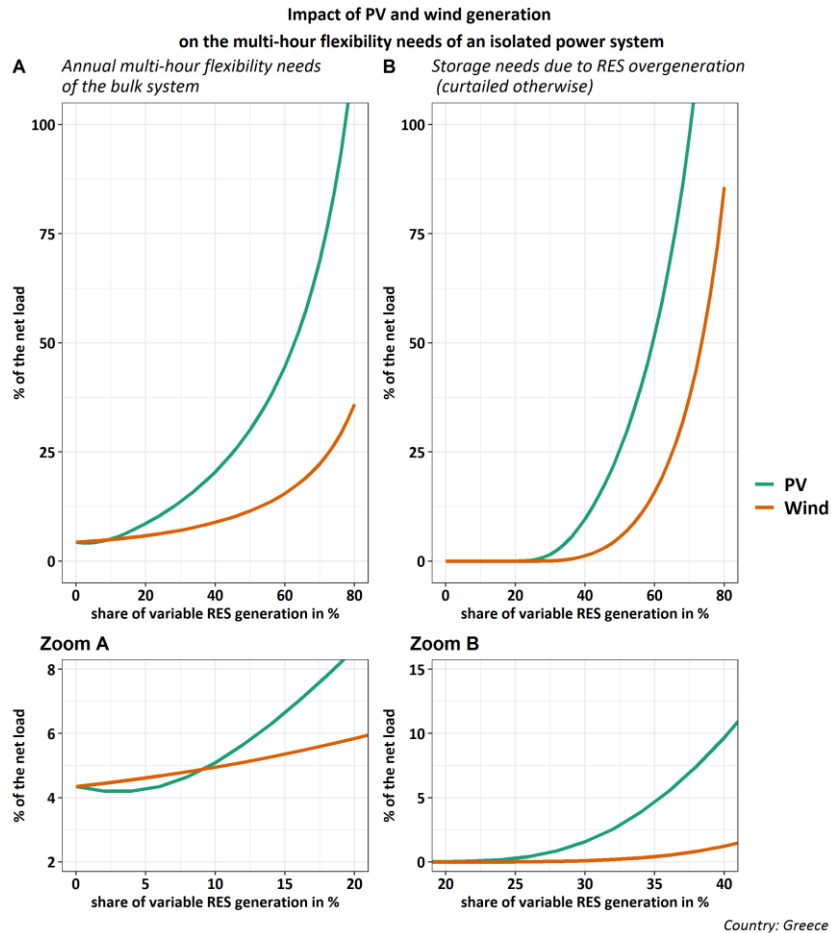 Impact of PV and wind generation
on the multi-hour flexibility needs of an isolated power system
A
Annual multi-hour flexibility needs
of the bulk system
% of the net load
100
75
50
25
0
0 20 40 60 80
share of variable RES generation in %
B
Storage needs due to RES overgeneration
(curtailed otherwise)
% of the net load
100
75
50
25
0
0 20 40 60 80
share of variable RES generation in %
PV
Wind
Zoom A
% of the net load
8
6
4
2
0 5 10 15 20
share of variable RES generation in %
Zoom B
% of the net load
15
10
5
0
20 25 30 35 40
share of variable RES generation in %
Country: Greece